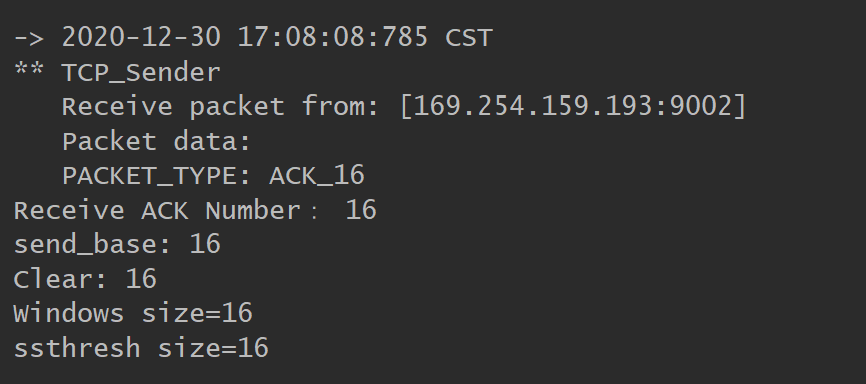 -> 2020-12-30 17:08:08:785 CST
** TCP_Sender
   Receive packet from: [169.254.159.193:9002]
   Packet data:
   PACKET_TYPE: ACK_16
Receive ACK Number： 16
send_base: 16
Clear: 16
Windows size=16
ssthresh size=16